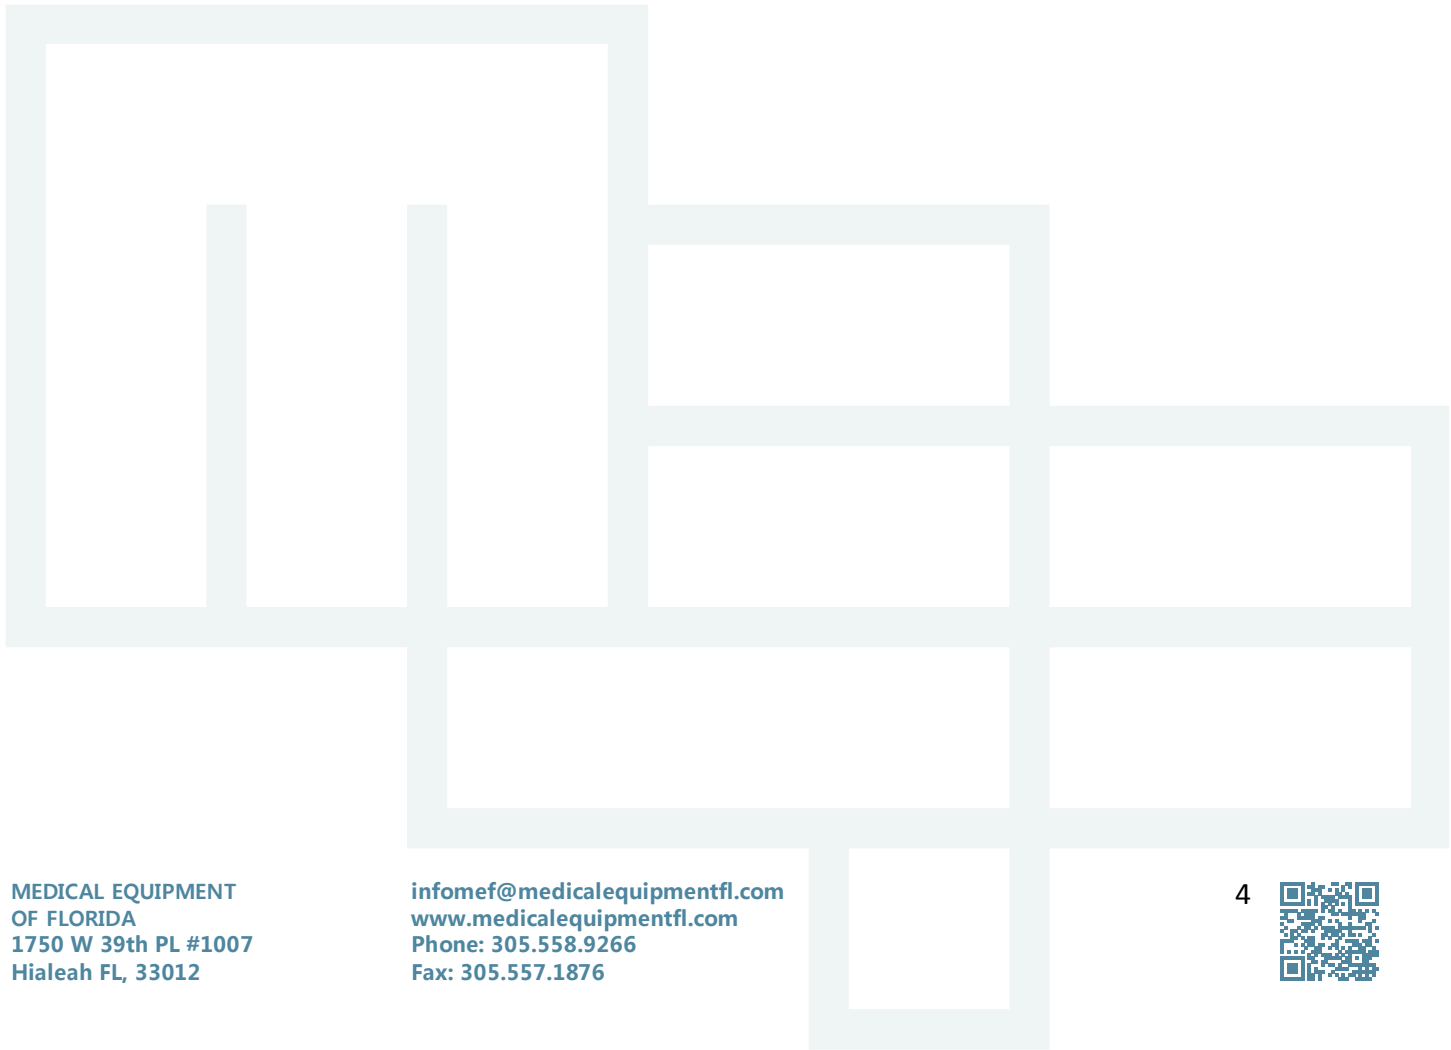 MEDICAL EQUIPMENT
OF FLORIDA
1750 W 39th PL #1007
Hialeah FL, 33012
infomef@medicalequipmentfl.com
www.medicalequipmentfl.com
Phone: 305.558.9266
Fax: 305.557.1876
4